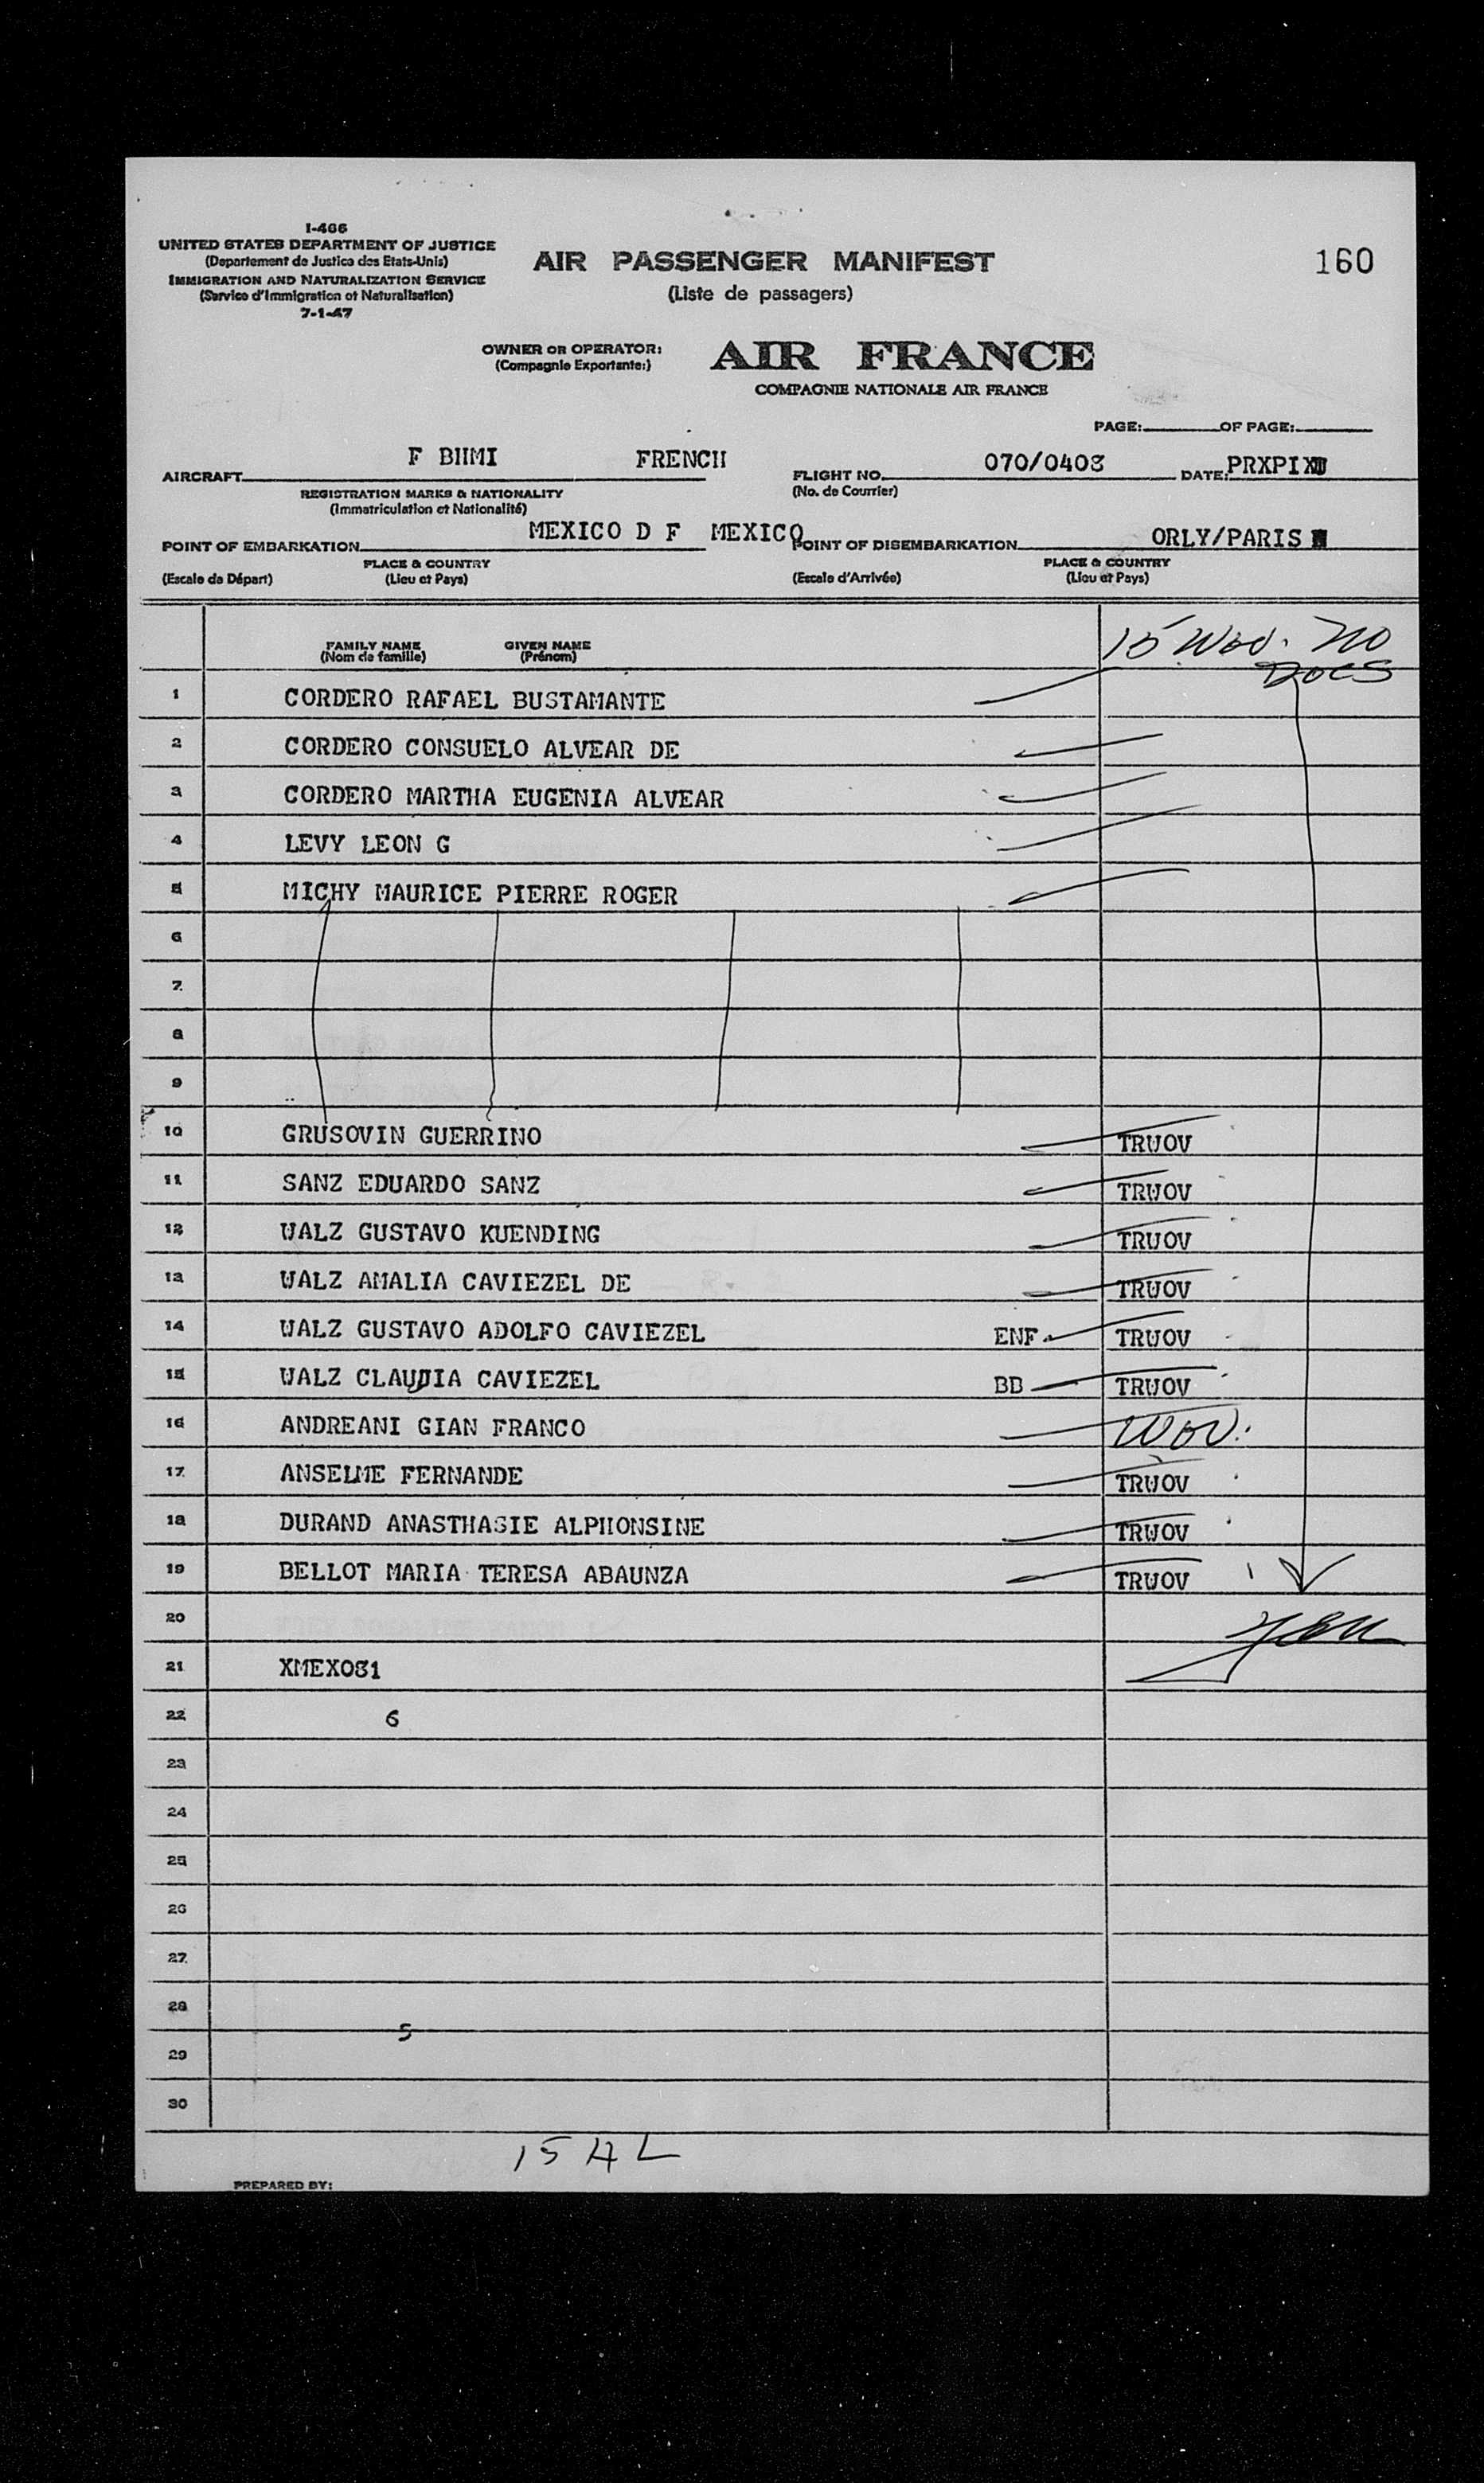 I-466
UNITED STATES DEPARTMENT OF JUSTICE
(Departement de Justice des Etats-Unis)
IMMIGRATION AND NATURALIZATION SERVICE
(Service d'Immigration et Naturalisation)
7-1-47
AIR PASSENGER MANIFEST
(Liste de passagers)
160
OWNER OR OPERATOR:
(Compagnie Exportante:)
AIR FRANCE
COMPAGNIE NATIONALE AIR FRANCE
PAGE: OF PAGE:
AIRCRAFT F BHMI FRENCH FLIGHT NO. 070/0408 DATE: PRXPIX
REGISTRATION MARKS & NATIONALITY (No. de Courrier)
(Immatriculation et Nationalité)
POINT OF EMBARKATION MEXICO D F MEXICO POINT OF DISEMBARKATION ORLY/PARIS
PLACE & COUNTRY PLACE & COUNTRY
(Escale de Départ) (Lieu et Pays) (Escale d'Arrivée) (Lieu et Pays)
FAMILY NAME GIVEN NAME 15 WOV. NO
(Nom de famille) (Prénom) DOCS
1 CORDERO RAFAEL BUSTAMANTE
2 CORDERO CONSUELO ALVEAR DE
3 CORDERO MARTHA EUGENIA ALVEAR
4 LEVY LEON G
5 MICHY MAURICE PIERRE ROGER
6
7
8
9
10 GRUSOVIN GUERRINO TRWOV
11 SANZ EDUARDO SANZ TRWOV
12 WALZ GUSTAVO KUENDING TRWOV
13 WALZ AMALIA CAVIEZEL DE TRWOV
14 WALZ GUSTAVO ADOLFO CAVIEZEL ENF TRWOV
15 WALZ CLAUDIA CAVIEZEL BB TRWOV
16 ANDREANI GIAN FRANCO WOV.
17 ANSELME FERNANDE TRWOV
18 DURAND ANASTHASIE ALPHONSINE TRWOV
19 BELLOT MARIA TERESA ABAUNZA TRWOV
20
21 XMEX081
22 6
23
24
25
26
27
28
5
29
30
15 AL
PREPARED BY: